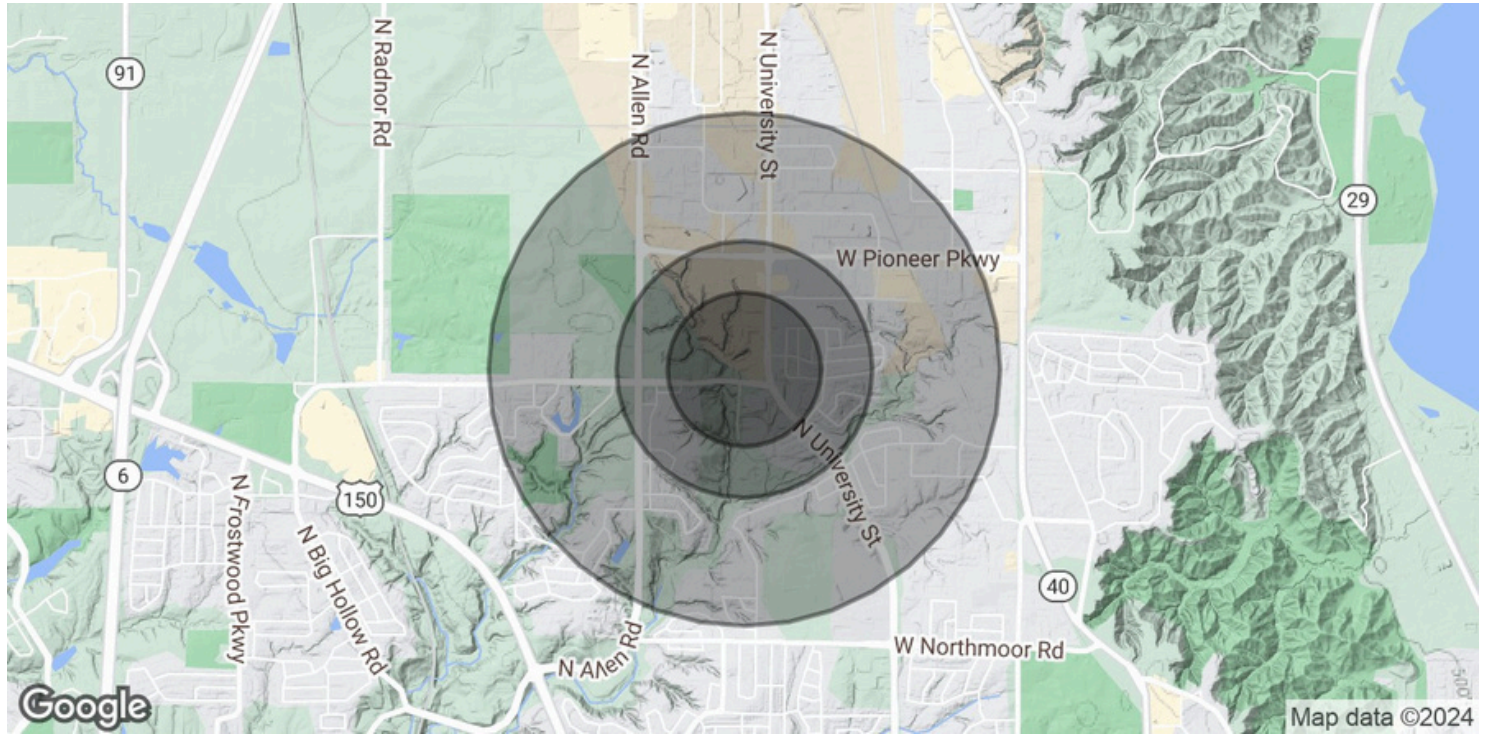 91
N Radnor Rd
N Allen Rd
N University St
29
W Pioneer Pkwy
N University St
6
150
N Frostwood Pkwy
N Big Hollow Rd
40
W Northmoor Rd
N Allen Rd
500
Google
Map data ©2024